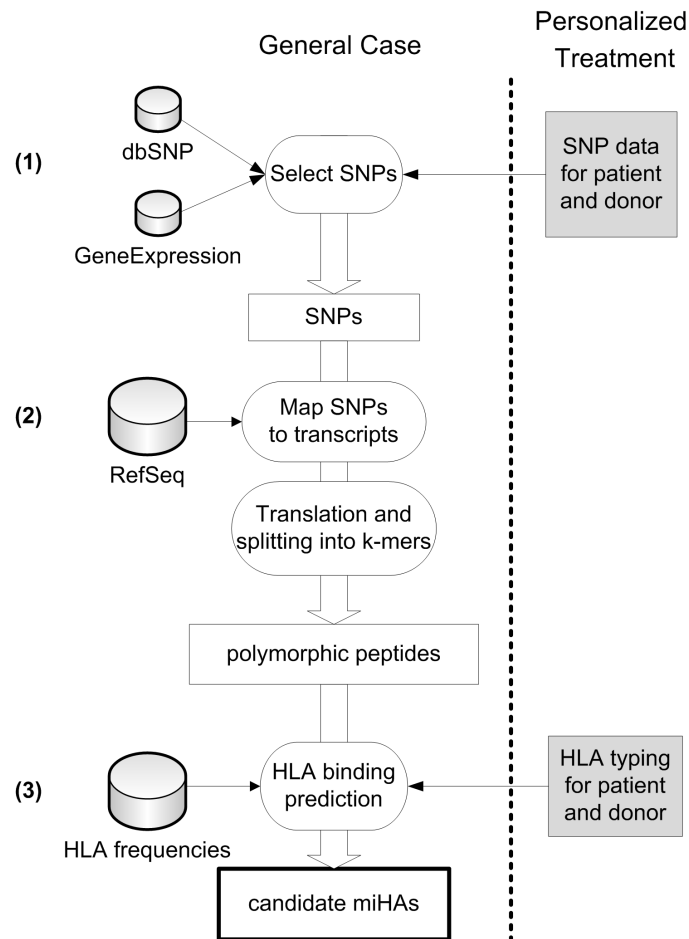 General Case
Personalized
Treatment
dbSNP
(1)
Select SNPs
SNP data
for patient
and donor
GeneExpression
SNPs
(2)
Map SNPs
to transcripts
RefSeq
Translation and
splitting into k-mers
polymorphic peptides
(3)
HLA binding
prediction
HLA typing
for patient
and donor
HLA frequencies
candidate miHAs